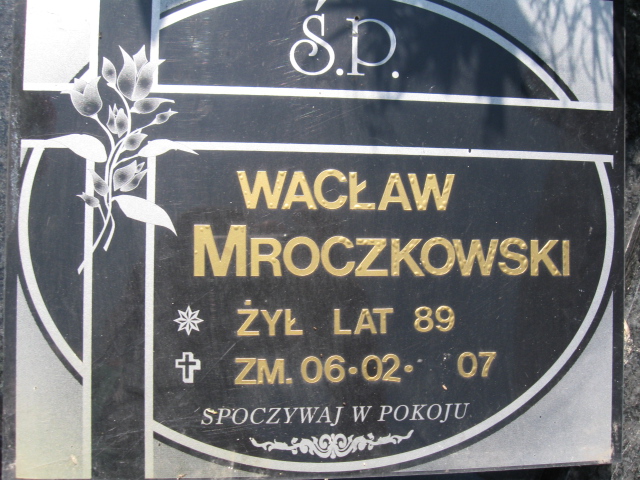 Ś.P.
WACŁAW
MROCZKOWSKI
ŻYŁ LAT 89
ZM. 06•02• 07
SPOCZYWAJ W POKOJU